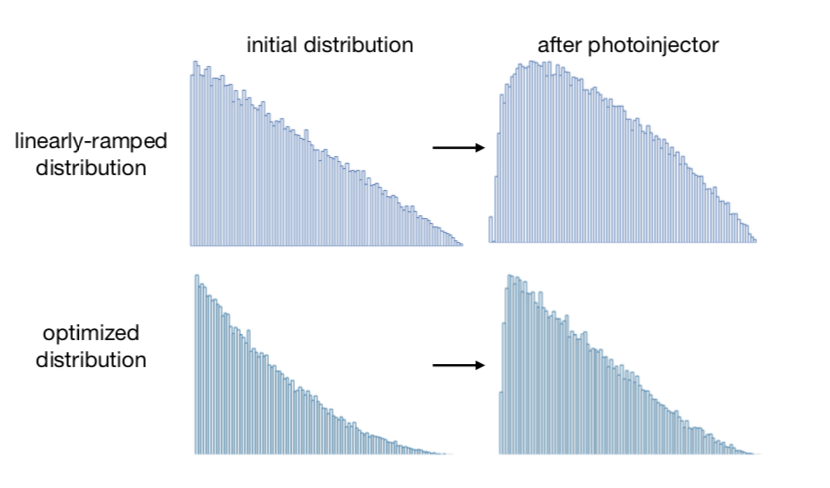 initial distribution
after photoinjector
linearly-ramped
distribution
optimized
distribution